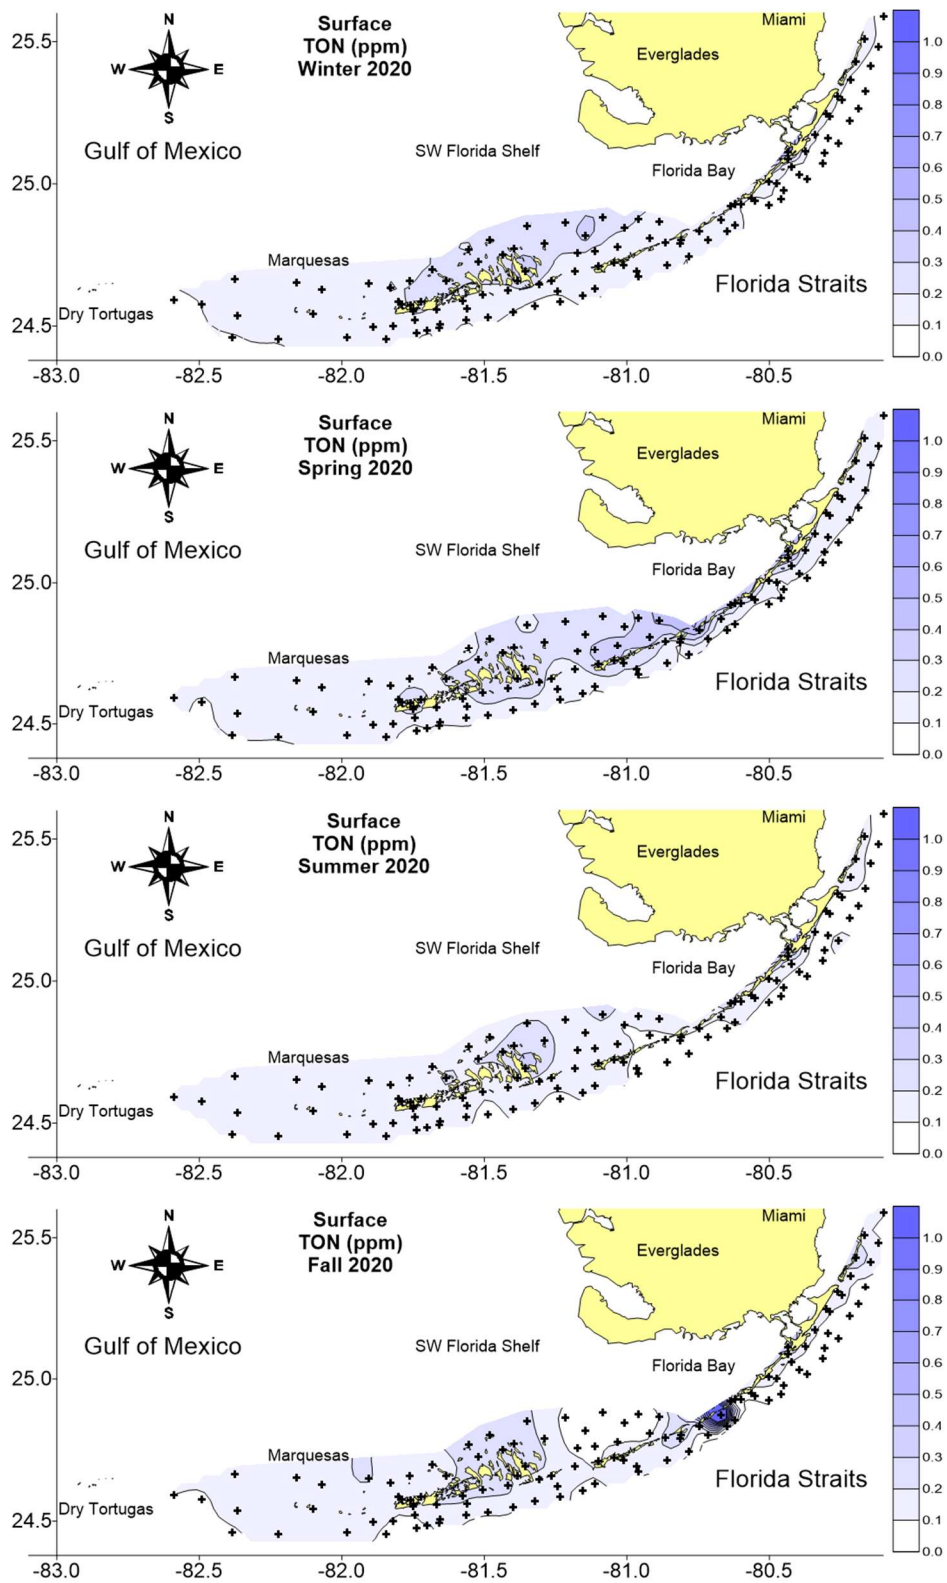 Surface
TON (ppm)
Winter 2020
N
W
E
S
Gulf of Mexico
SW Florida Shelf
Everglades
Miami
Florida Bay
Marquesas
Dry Tortugas
Florida Straits
25.5
25.0
24.5
-83.0 -82.5 -82.0 -81.5 -81.0 -80.5
1.0
0.9
0.8
0.7
0.6
0.5
0.4
0.3
0.2
0.1
0.0
Surface
TON (ppm)
Spring 2020
N
W
E
S
Gulf of Mexico
SW Florida Shelf
Everglades
Miami
Florida Bay
Marquesas
Dry Tortugas
Florida Straits
25.5
25.0
24.5
-83.0 -82.5 -82.0 -81.5 -81.0 -80.5
1.0
0.9
0.8
0.7
0.6
0.5
0.4
0.3
0.2
0.1
0.0
Surface
TON (ppm)
Summer 2020
N
W
E
S
Gulf of Mexico
SW Florida Shelf
Everglades
Miami
Florida Bay
Marquesas
Dry Tortugas
Florida Straits
25.5
25.0
24.5
-83.0 -82.5 -82.0 -81.5 -81.0 -80.5
1.0
0.9
0.8
0.7
0.6
0.5
0.4
0.3
0.2
0.1
0.0
Surface
TON (ppm)
Fall 2020
N
W
E
S
Gulf of Mexico
SW Florida Shelf
Everglades
Miami
Florida Bay
Marquesas
Dry Tortugas
Florida Straits
25.5
25.0
24.5
-83.0 -82.5 -82.0 -81.5 -81.0 -80.5
1.0
0.9
0.8
0.7
0.6
0.5
0.4
0.3
0.2
0.1
0.0